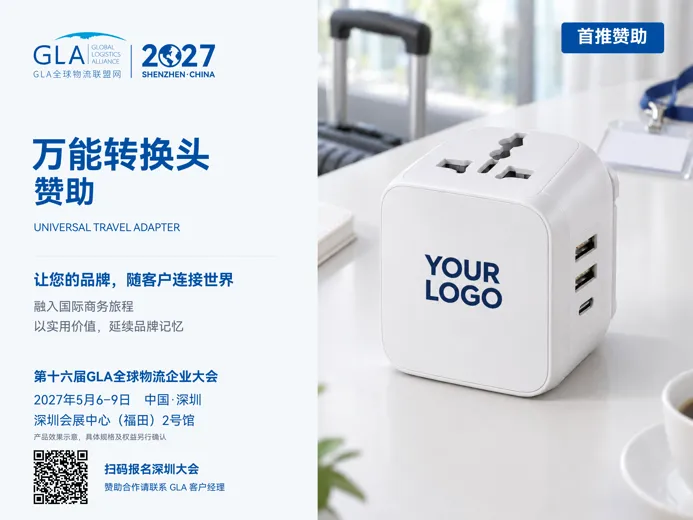 GLA GLOBAL LOGISTICS ALLIANCE
GLA全球物流联盟网
2027
SHENZHEN·CHINA
首推赞助
万能转换头
赞助
UNIVERSAL TRAVEL ADAPTER
让您的品牌，随客户连接世界
融入国际商务旅程
以实用价值，延续品牌记忆
第十六届GLA全球物流企业大会
2027年5月6-9日 中国·深圳
深圳会展中心（福田）2号馆
产品效果示意，具体规格及权益另行确认
扫码报名深圳大会
赞助合作请联系 GLA 客户经理
YOUR
LOGO